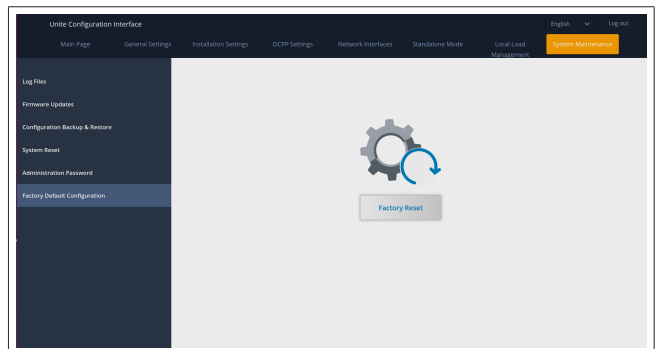 Unite Configuration Interface
English
Log out
Main Page
General Settings
Installation Settings
OCPP Settings
Network Interfaces
Standalone Mode
Local Load
Management
System Maintenance
Log Files
Firmware Updates
Configuration Backup & Restore
System Reset
Administration Password
Factory Default Configuration
Factory Reset